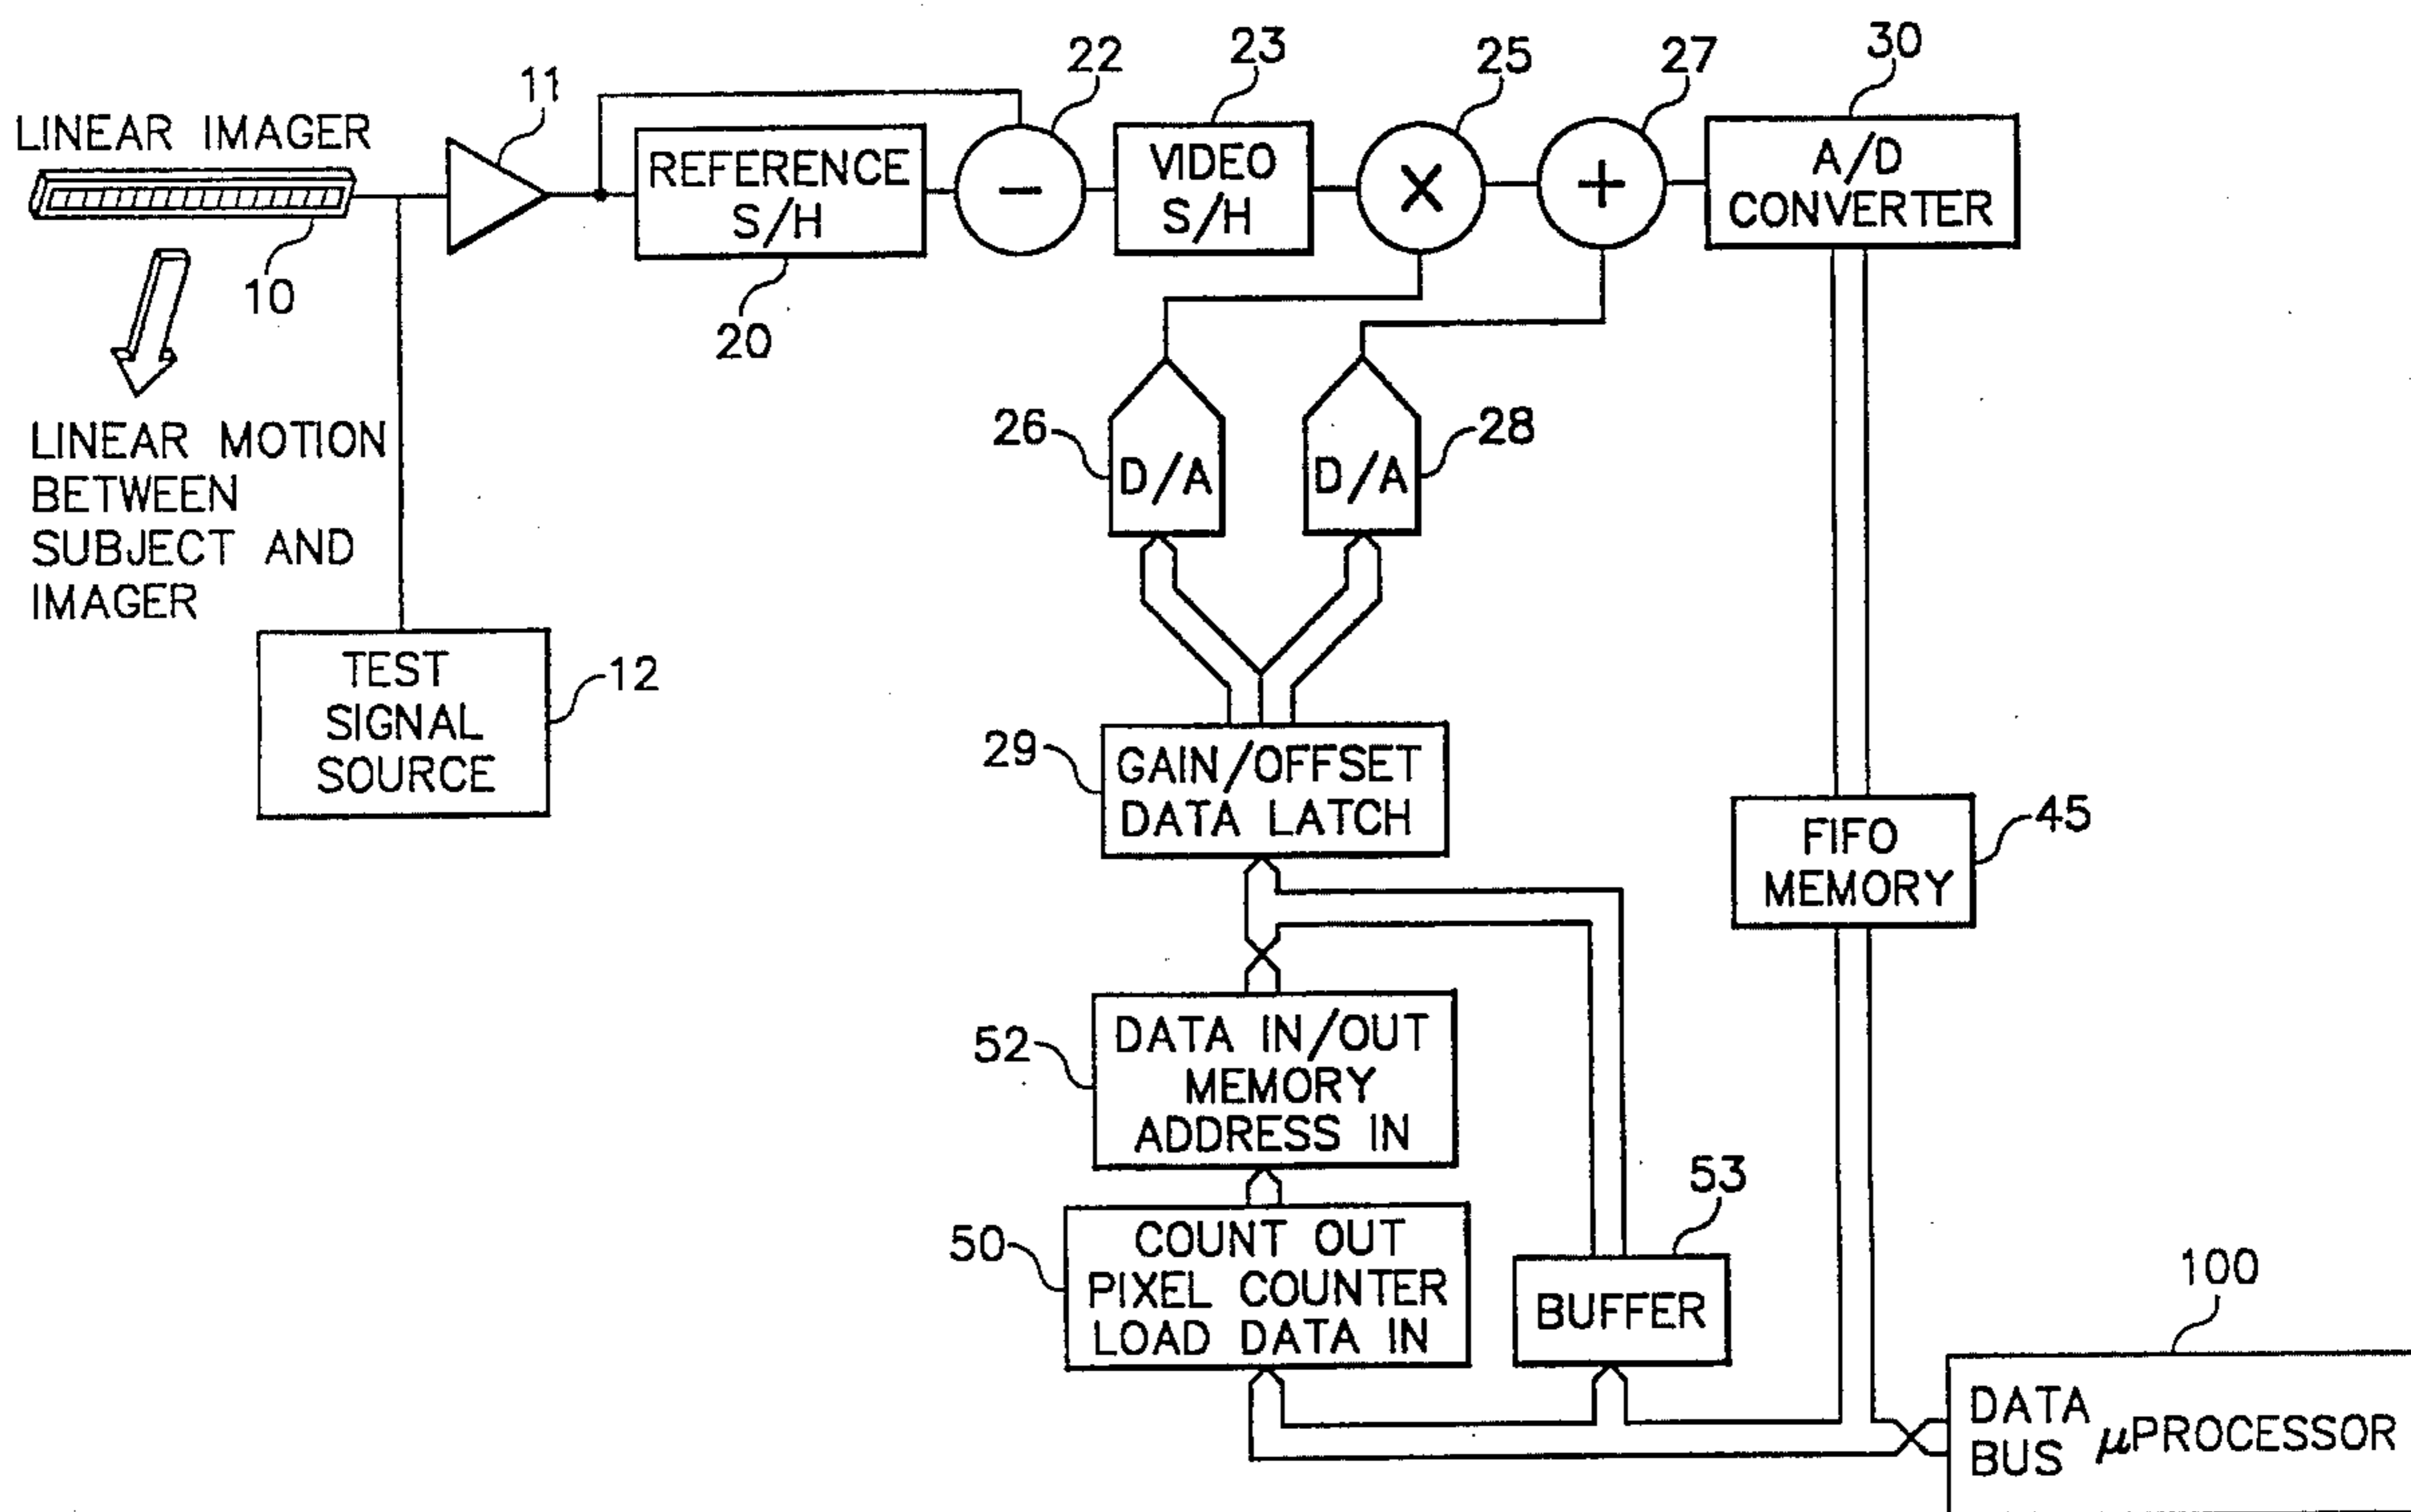 11
22
23
25
27
30
LINEAR IMAGER
REFERENCE
S/H
−
VIDEO
S/H
X
+
A/D
CONVERTER
10
20
LINEAR MOTION
BETWEEN
SUBJECT AND
IMAGER
26
D/A
D/A
28
TEST
SIGNAL
SOURCE
12
29
GAIN/OFFSET
DATA LATCH
FIFO
MEMORY
45
52
DATA IN/OUT
MEMORY
ADDRESS IN
53
50
COUNT OUT
PIXEL COUNTER
LOAD DATA IN
BUFFER
100
DATA
BUS
μPROCESSOR